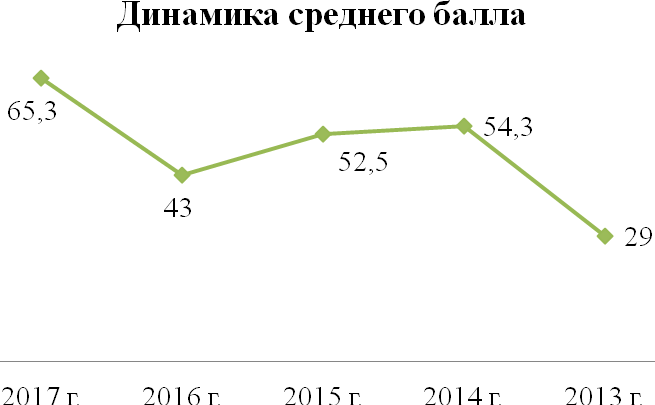 Динамика среднего балла
65,3
43
52,5
54,3
29
2017 г.
2016 г.
2015 г.
2014 г.
2013 г.